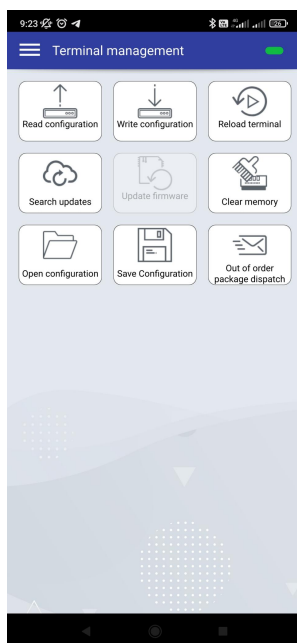 9:23
26
Terminal management
Read configuration
Write configuration
Reload terminal
Search updates
Update firmware
Clear memory
Open configuration
Save Configuration
Out of order
package dispatch